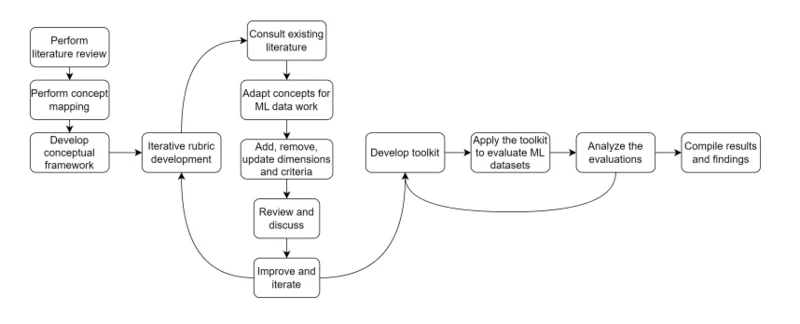 Perform
literature review
Perform concept
mapping
Develop
conceptual
framework
Iterative rubric
development
Consult existing
literature
Adapt concepts for
ML data work
Add, remove,
update dimensions
and criteria
Review and
discuss
Improve and
iterate
Develop toolkit
Apply the toolkit
to evaluate ML
datasets
Analyze the
evaluations
Compile results
and findings